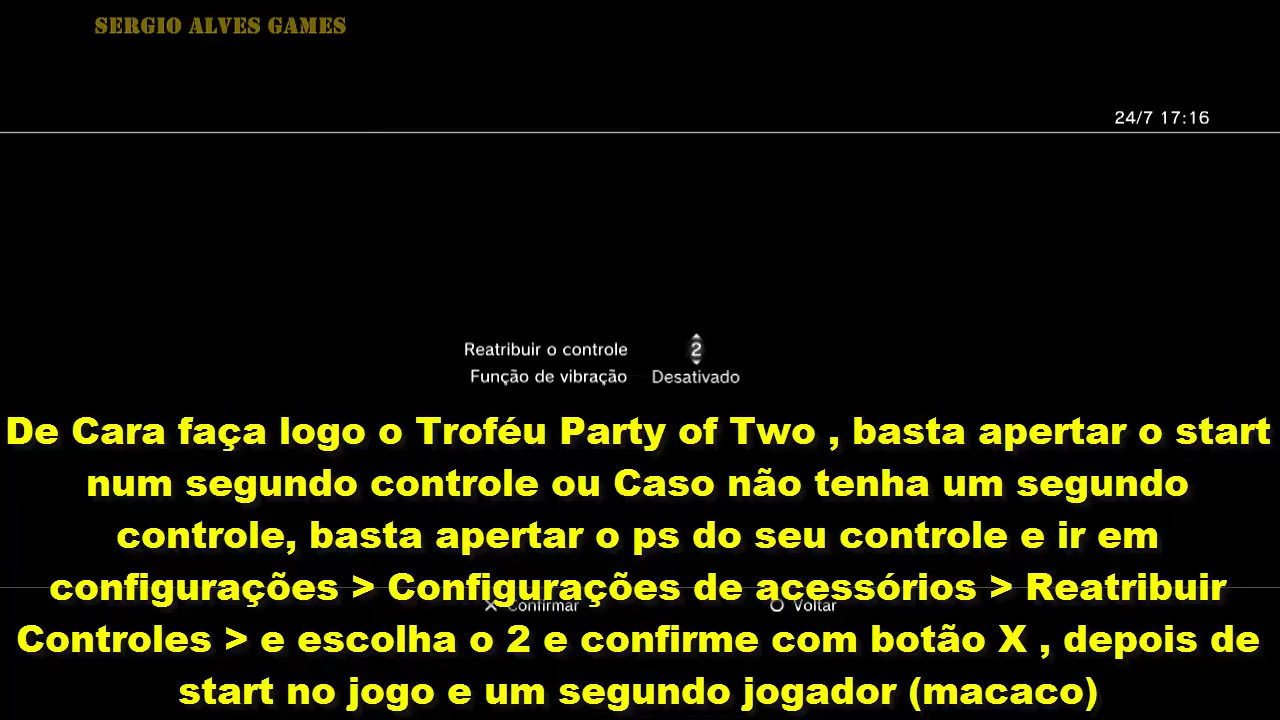 SERGIO ALVES GAMES
24/7 17:16
Reatribuir o controle 2
Função de vibração Desativado
De Cara faça logo o Troféu Party of Two , basta apertar o start
num segundo controle ou Caso não tenha um segundo
controle, basta apertar o ps do seu controle e ir em
configurações > Configurações de acessórios > Reatribuir
X Confirmar O Voltar
Controles > e escolha o 2 e confirme com botão X , depois de
start no jogo e um segundo jogador (macaco)